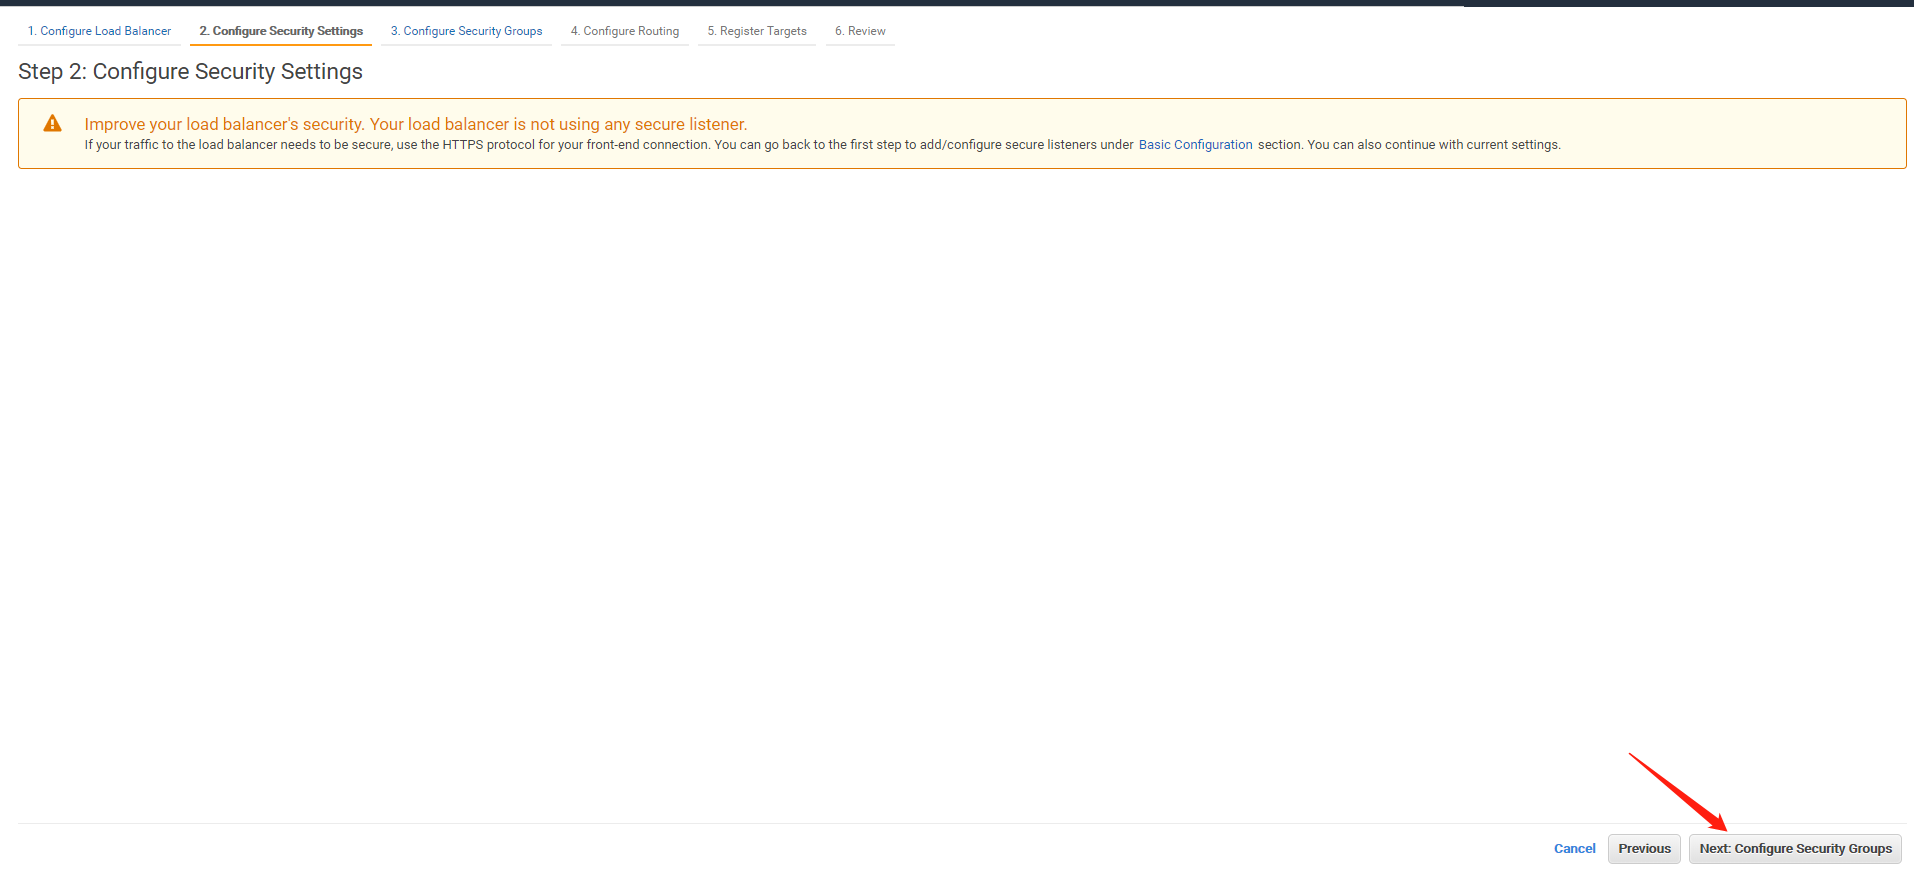 1. Configure Load Balancer 2. Configure Security Settings 3. Configure Security Groups 4. Configure Routing 5. Register Targets 6. Review
Step 2: Configure Security Settings
Improve your load balancer's security. Your load balancer is not using any secure listener.
If your traffic to the load balancer needs to be secure, use the HTTPS protocol for your front-end connection. You can go back to the first step to add/configure secure listeners under Basic Configuration section. You can also continue with current settings.
Cancel Previous Next: Configure Security Groups